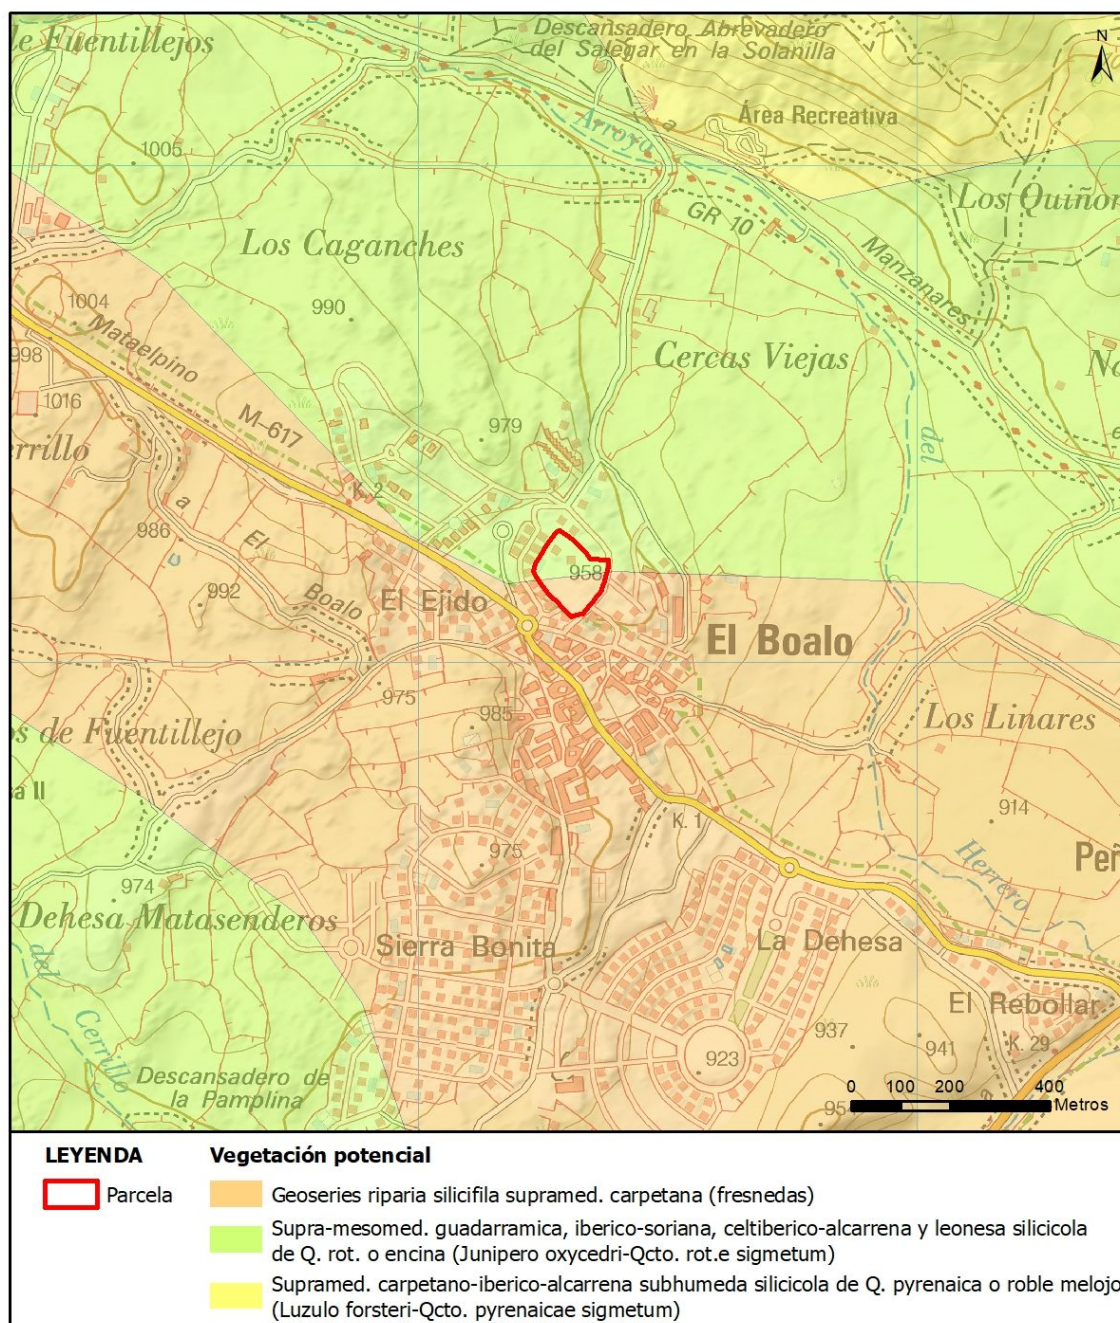 le Fuentillejos
Descansadero Abrevadero
del Salegar en la Solanilla
N
Área Recreativa
1005
Arroyo
a
Los Quiñon
Los Caganches
GR 10
Manzanares
1004
990
Mataelpino
Cercas Viejas
998
M-617
1016
979
del
errillo
K. 2
986
a
El
Boalo
992
958
El Ejido
El Boalo
975
985
Los Linares
os de Fuentillejo
sa II
914
K. 1
975
Herrero
974
Dehesa Matasenderos
Sierra Bonita
La Dehesa
del
Cerrillo
El Rebollar
937
941
K. 29
923
Descansadero de
la Pamplina
0 100 200 400
Metros
LEYENDA
Parcela
Vegetación potencial
Geoseries riparia silicifila supramed. carpetana (fresnedas)
Supra-mesomed. guadarramica, iberico-soriana, celtiberico-alcarrena y leonesa silicicola
de Q. rot. o encina (Junipero oxycedri-Qcto. rot.e sigmetum)
Supramed. carpetano-iberico-alcarrena subhumeda silicicola de Q. pyrenaica o roble melojo
(Luzulo forsteri-Qcto. pyrenaicae sigmetum)